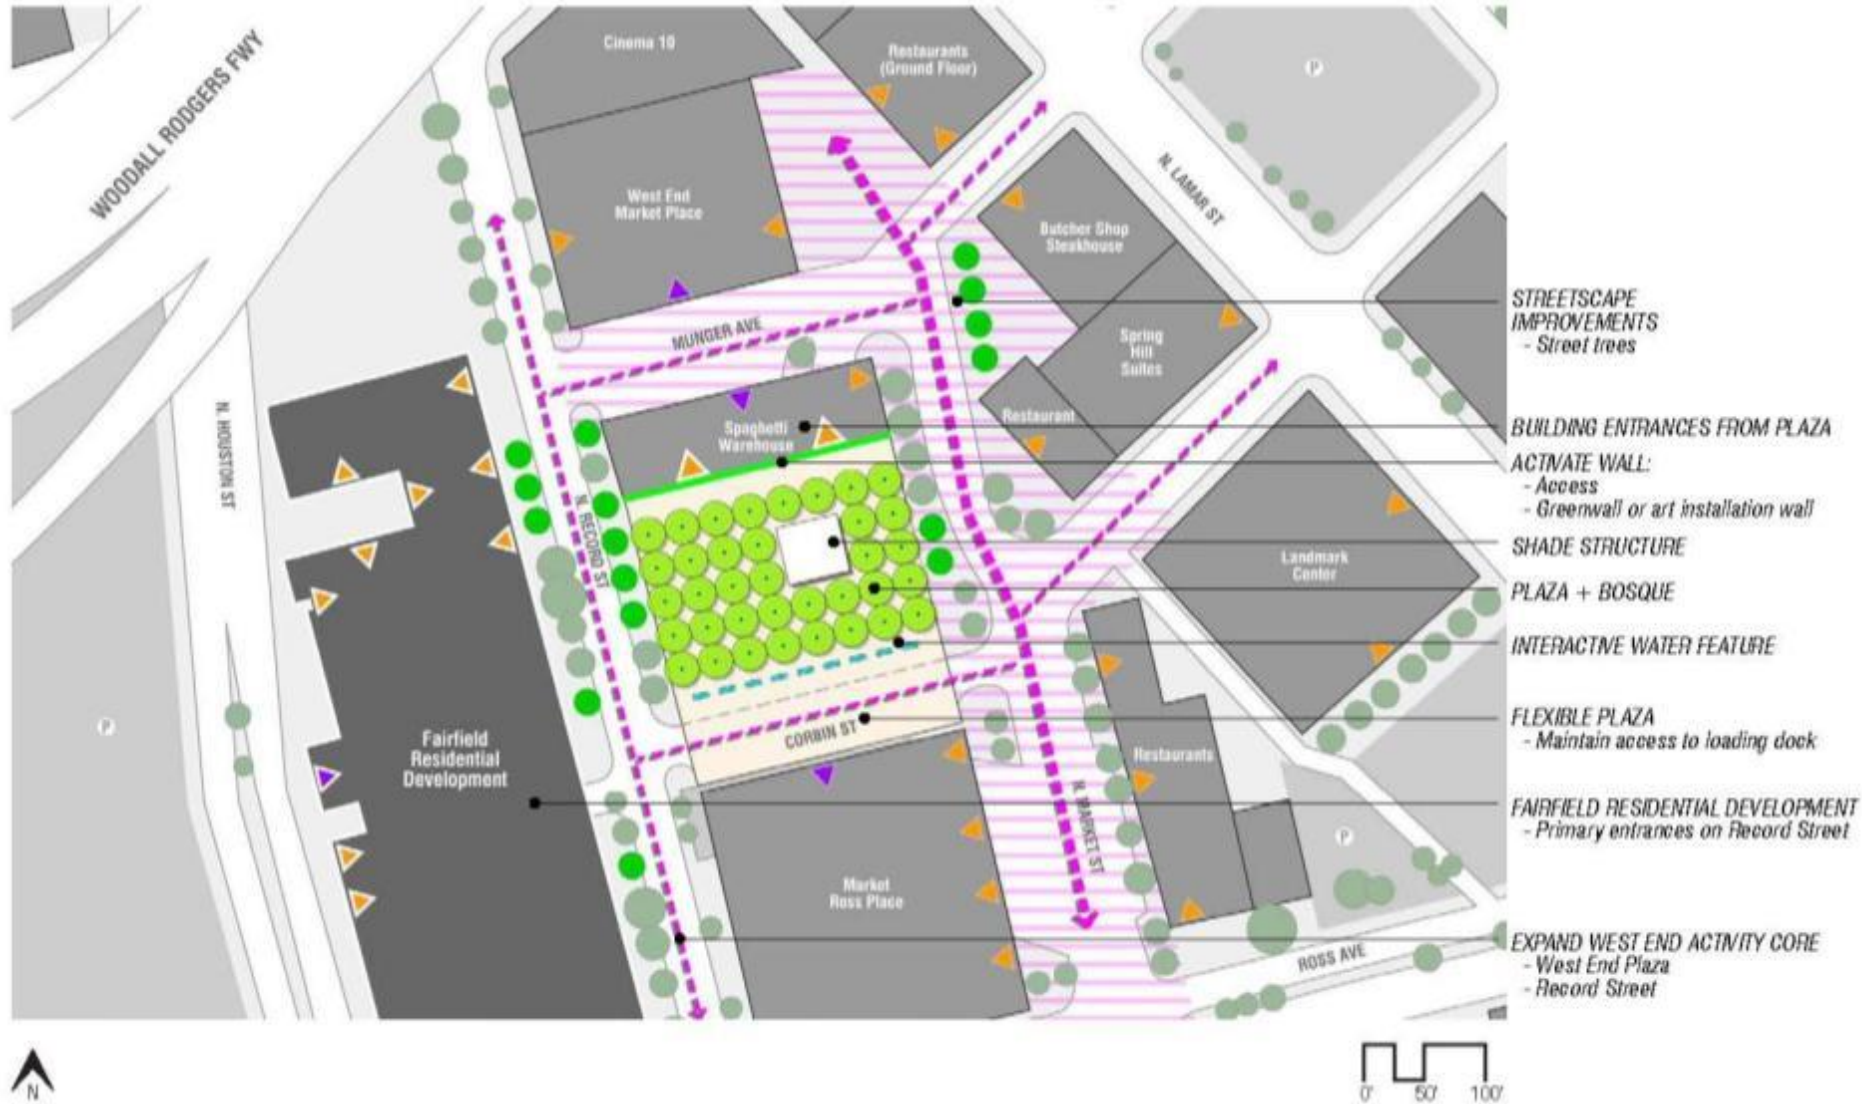 Cinema 10
Restaurants
(Ground Floor)
P
WOODALL RODGERS FWY
West End
Market Place
N. LAMAR ST
Butcher Shop
Steakhouse
MUNGER AVE
Spring
Hill
Suites
N. HOUSTON ST
Restaurant
Spaghetti
Warehouse
N. RECORD ST
Landmark
Center
P
CORBIN ST
Fairfield
Residential
Development
Restaurants
N. MARKET ST
P
Market
Ross Place
ROSS AVE
STREETSCAPE
IMPROVEMENTS
- Street trees
BUILDING ENTRANCES FROM PLAZA
ACTIVATE WALL:
- Access
- Greenwall or art installation wall
SHADE STRUCTURE
PLAZA + BOSQUE
INTERACTIVE WATER FEATURE
FLEXIBLE PLAZA
- Maintain access to loading dock
FAIRFIELD RESIDENTIAL DEVELOPMENT
- Primary entrances on Record Street
EXPAND WEST END ACTIVITY CORE
- West End Plaza
- Record Street
N
0' 50' 100'